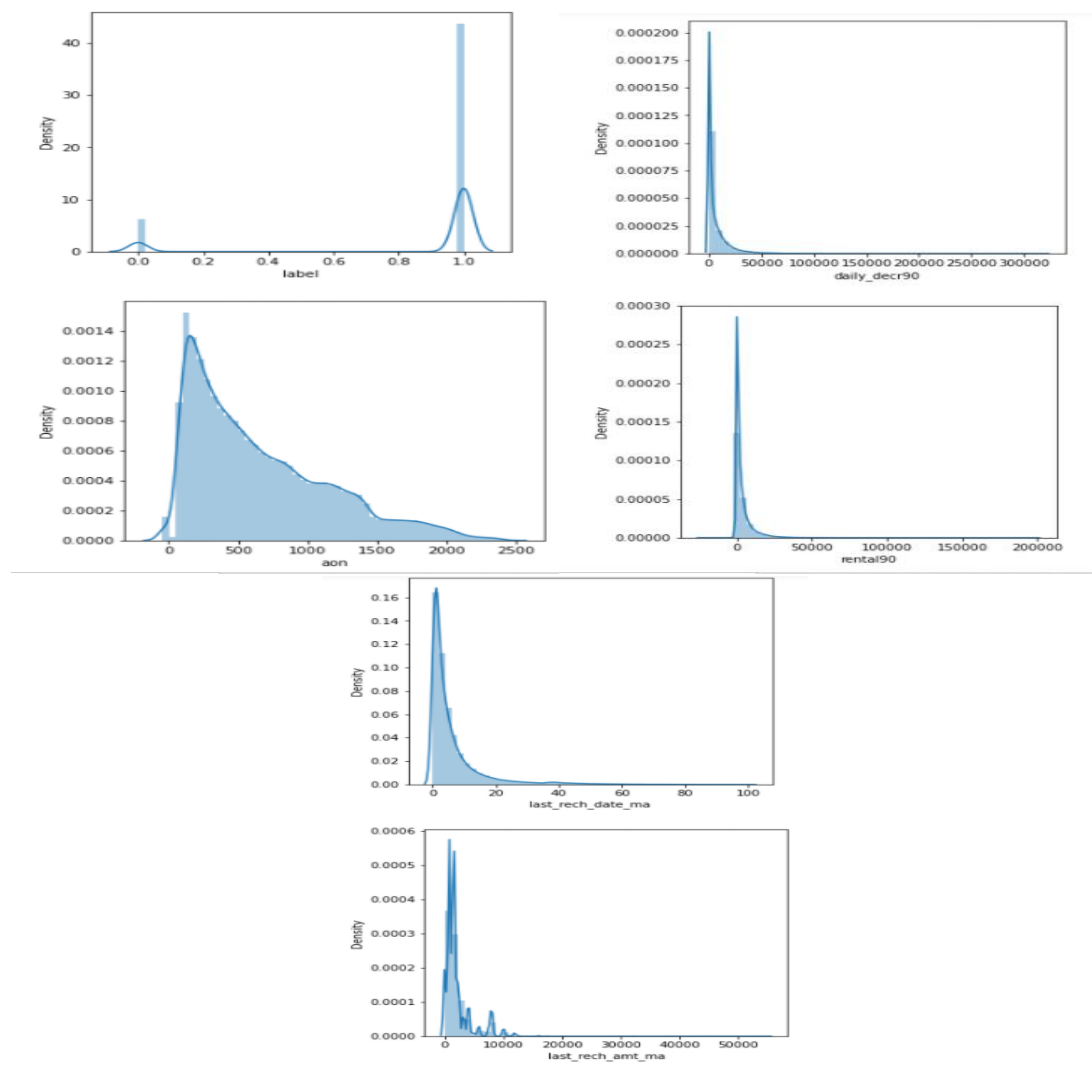 40
30
20
10
0
Density
0.0 0.2 0.4 0.6 0.8 1.0
label
0.000200
0.000175
0.000150
0.000125
0.000100
0.000075
0.000050
0.000025
0.000000
Density
0 50000 100000 150000 200000 250000 300000
daily_decr90
0.0014
0.0012
0.0010
0.0008
0.0006
0.0004
0.0002
0.0000
Density
0 500 1000 1500 2000 2500
aon
0.00030
0.00025
0.00020
0.00015
0.00010
0.00005
0.00000
Density
0 50000 100000 150000 200000
rental90
0.16
0.14
0.12
0.10
0.08
0.06
0.04
0.02
0.00
Density
0 20 40 60 80 100
last_rech_date_ma
0.0006
0.0005
0.0004
0.0003
0.0002
0.0001
0.0000
Density
0 10000 20000 30000 40000 50000
last_rech_amt_ma